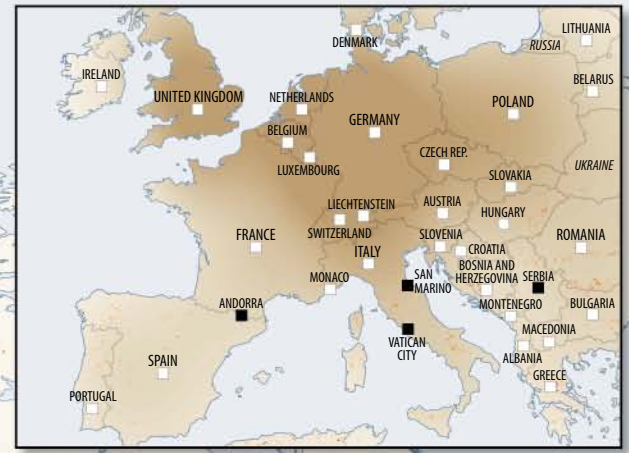 DENMARK
LITHUANIA
RUSSIA
IRELAND
BELARUS
UNITED KINGDOM
NETHERLANDS
POLAND
GERMANY
BELGIUM
CZECH REP.
LUXEMBOURG
UKRAINE
SLOVAKIA
LIECHTENSTEIN
AUSTRIA
HUNGARY
SWITZERLAND
FRANCE
SLOVENIA
ROMANIA
ITALY
CROATIA
BOSNIA AND
HERZEGOVINA
SERBIA
MONACO
SAN
MARINO
ANDORRA
MONTENEGRO
BULGARIA
MACEDONIA
VATICAN
CITY
ALBANIA
SPAIN
GREECE
PORTUGAL